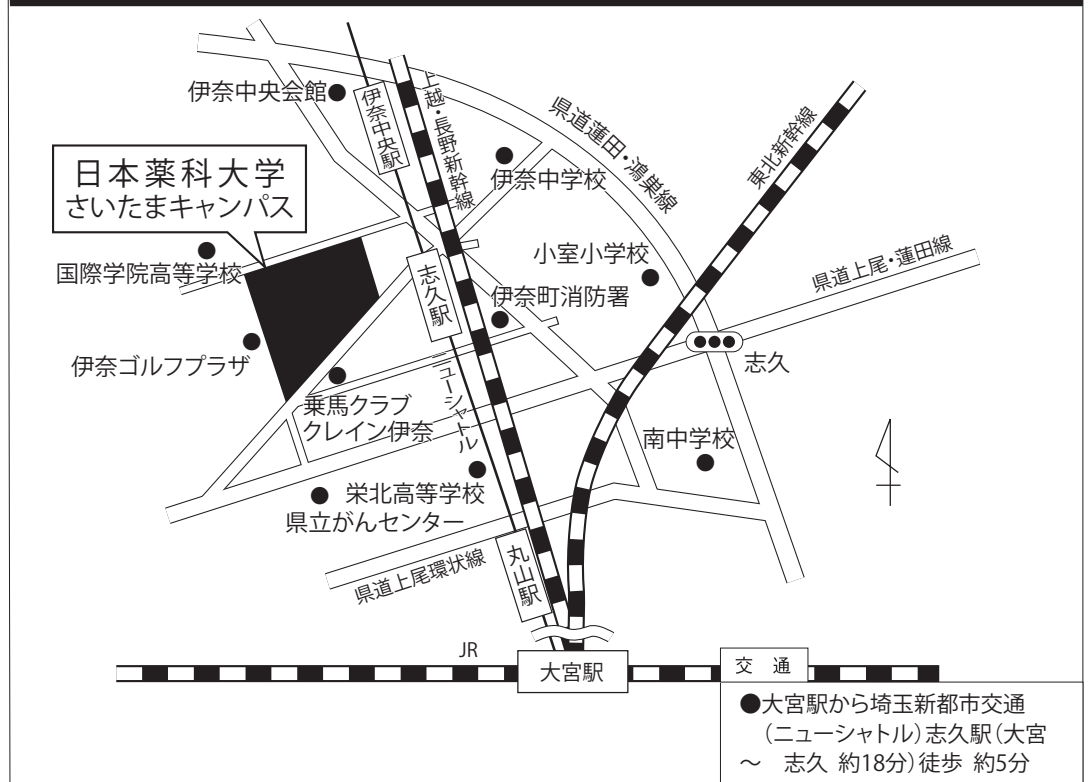 伊奈中央会館
伊奈中央駅
上越・長野新幹線
県道蓮田・鴻巣線
東北新幹線
日本薬科大学
さいたまキャンパス
伊奈中学校
国際学院高等学校
志久駅
小室小学校
県道上尾・蓮田線
伊奈町消防署
伊奈ゴルフプラザ
志久
乗馬クラブ
クレイン伊奈
ニューシャトル
南中学校
栄北高等学校
県立がんセンター
県道上尾環状線
丸山駅
JR
大宮駅
交 通
●大宮駅から埼玉新都市交通
(ニューシャトル)志久駅(大宮
～ 志久 約18分)徒歩 約5分